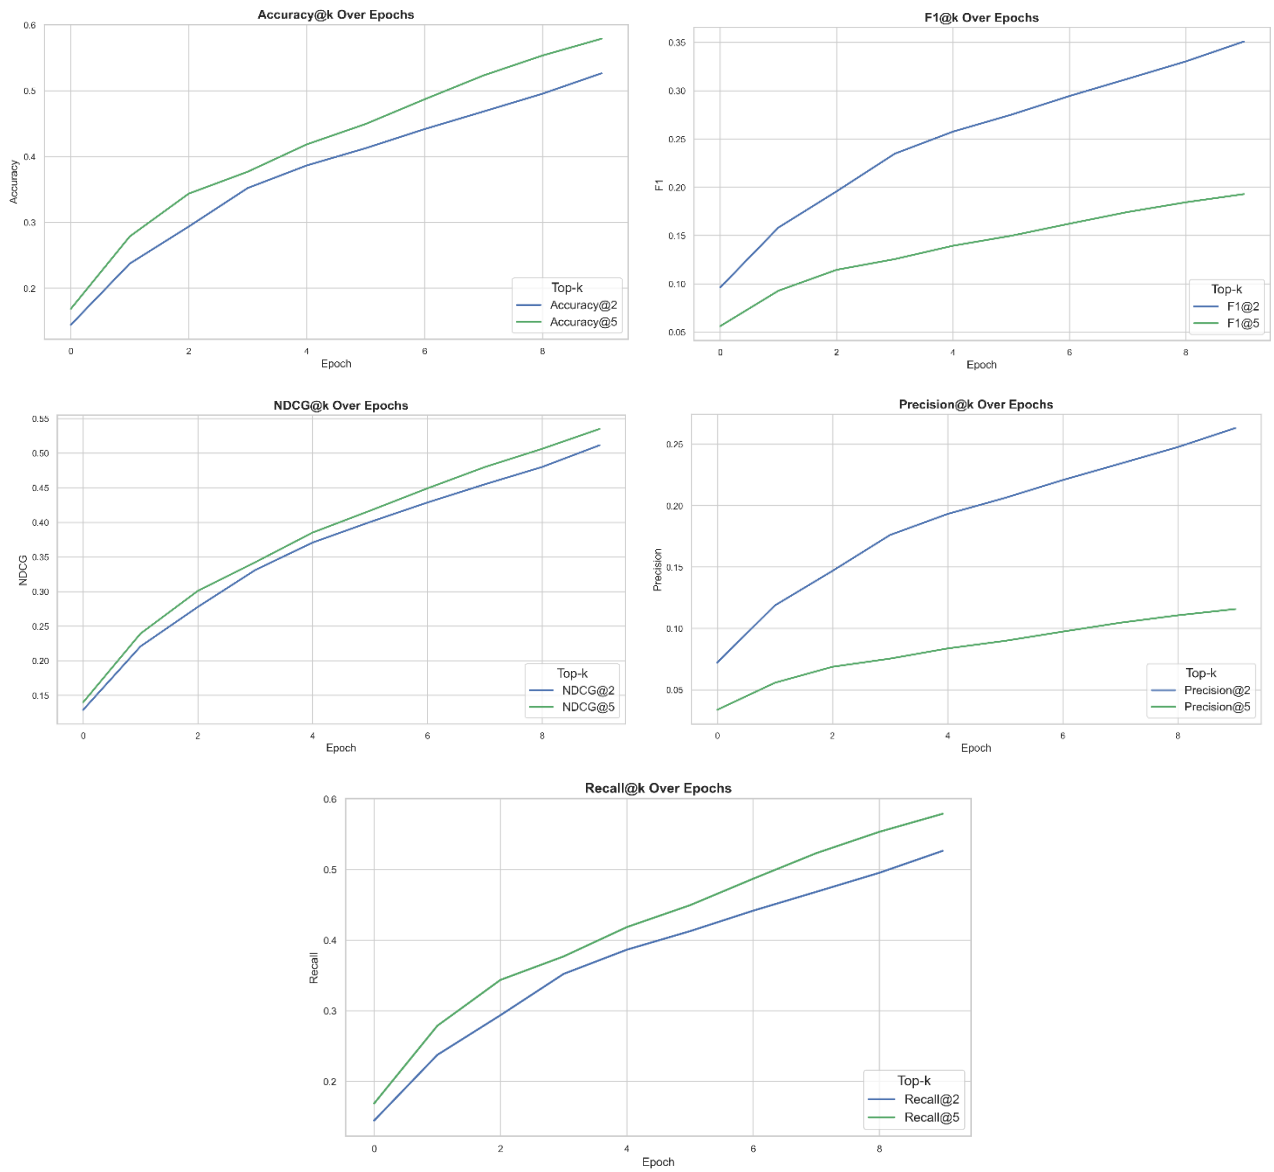 Accuracy@k Over Epochs
0.6
0.5
0.4
0.3
0.2
Accuracy
0 2 4 6 8
Epoch
Top-k
Accuracy@2
Accuracy@5
F1@k Over Epochs
0.35
0.30
0.25
0.20
0.15
0.10
0.05
F1
0 2 4 6 8
Epoch
Top-k
F1@2
F1@5
NDCG@k Over Epochs
0.55
0.50
0.45
0.40
0.35
0.30
0.25
0.20
0.15
NDCG
0 2 4 6 8
Epoch
Top-k
NDCG@2
NDCG@5
Precision@k Over Epochs
0.25
0.20
0.15
0.10
0.05
Precision
0 2 4 6 8
Epoch
Top-k
Precision@2
Precision@5
Recall@k Over Epochs
0.6
0.5
0.4
0.3
0.2
Recall
0 2 4 6 8
Epoch
Top-k
Recall@2
Recall@5